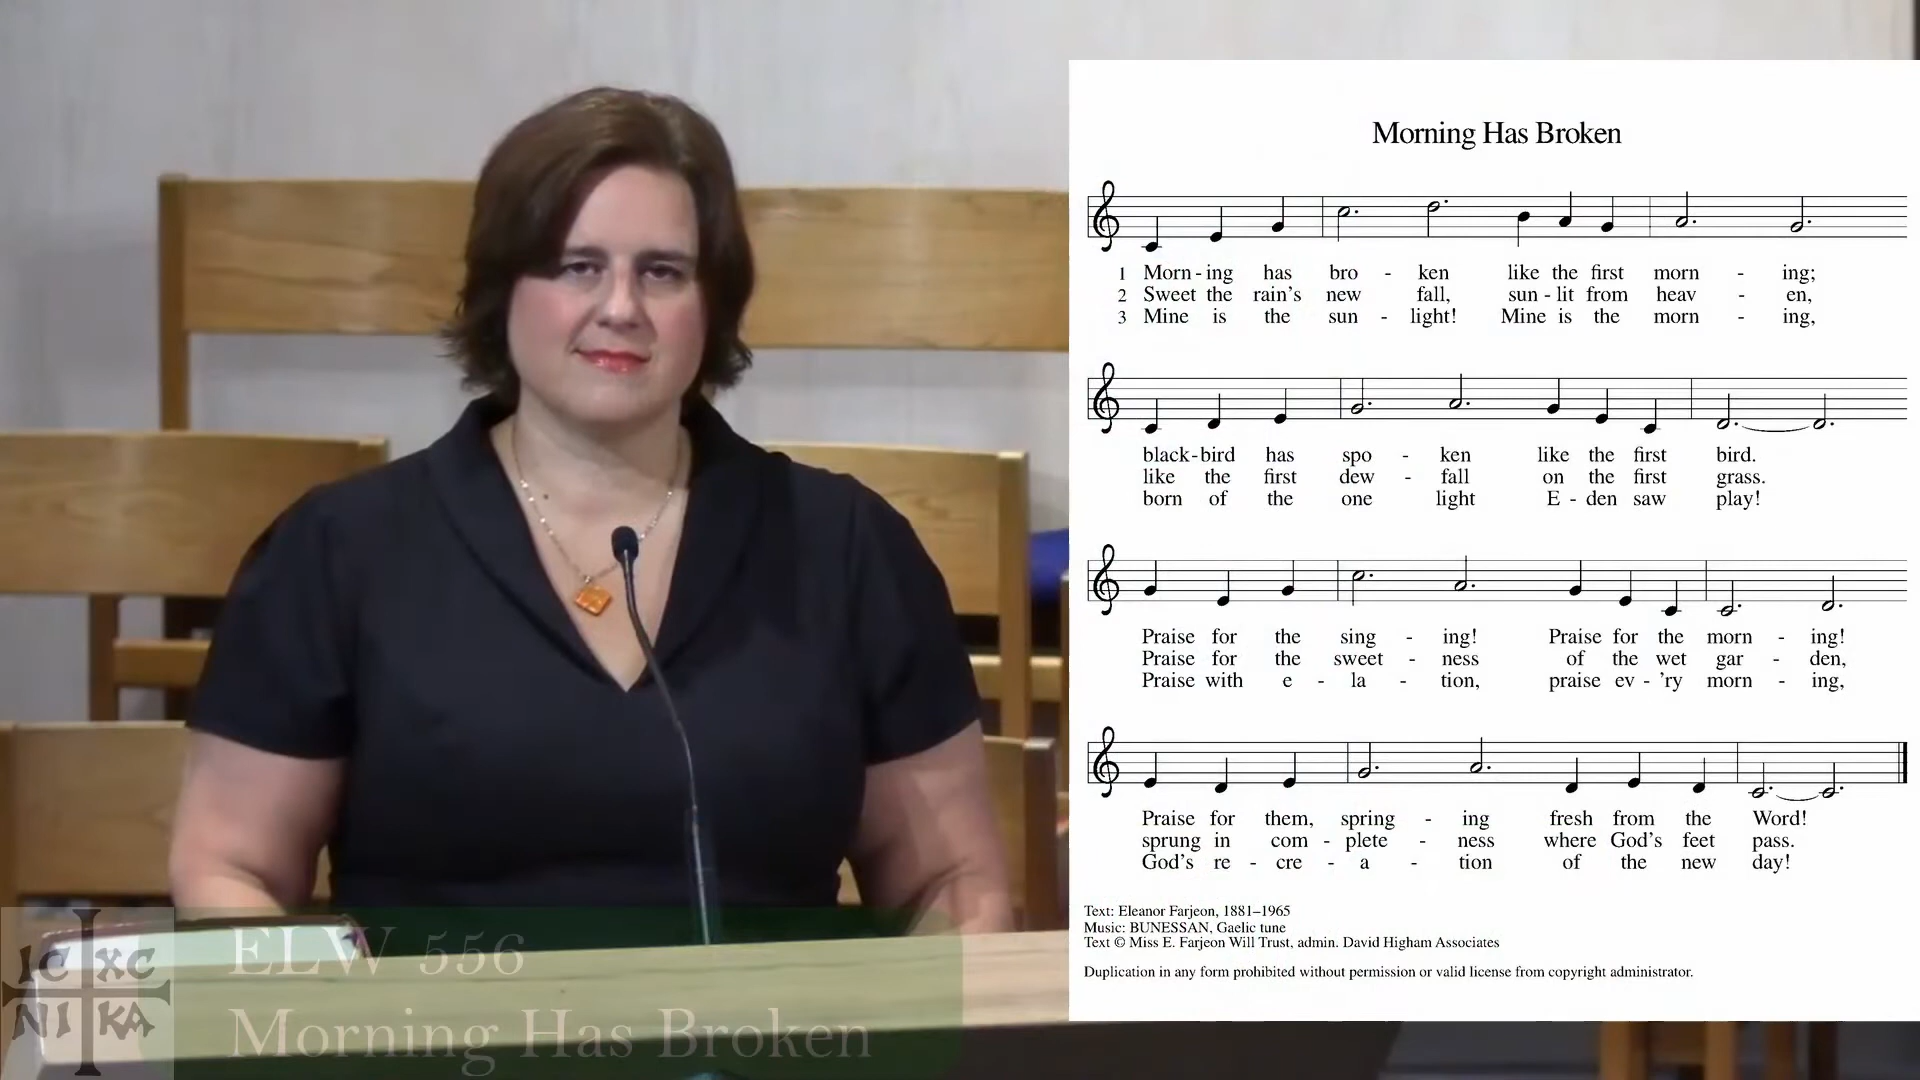 Morning Has Broken
1 Morn - ing has bro - ken like the first morn - ing;
2 Sweet the rain's new fall, sun - lit from heav - en,
3 Mine is the sun - light! Mine is the morn - ing,
black - bird has spo - ken like the first bird.
like the first dew - fall on the first grass.
born of the one light E - den saw play!
Praise for the sing - ing! Praise for the morn - ing!
Praise for the sweet - ness of the wet gar - den,
Praise with e - la - tion, praise ev - 'ry morn - ing,
Praise for them, spring - ing fresh from the Word!
sprung in com - plete - ness where God's feet pass.
God's re - cre - a - tion of the new day!
Text: Eleanor Farjeon, 1881–1965
Music: BUNESSAN, Gaelic tune
Text © Miss E. Farjeon Will Trust, admin. David Higham Associates
Duplication in any form prohibited without permission or valid license from copyright administrator.
IC XC
NI KA
ELW 556
Morning Has Broken